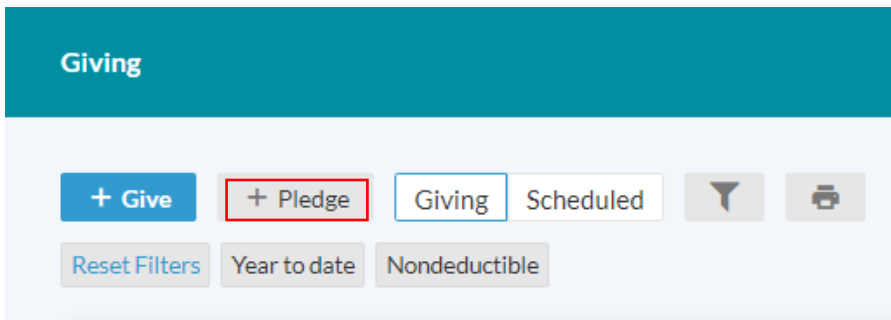 Giving
+ Give + Pledge Giving Scheduled
Reset Filters Year to date Nondeductible